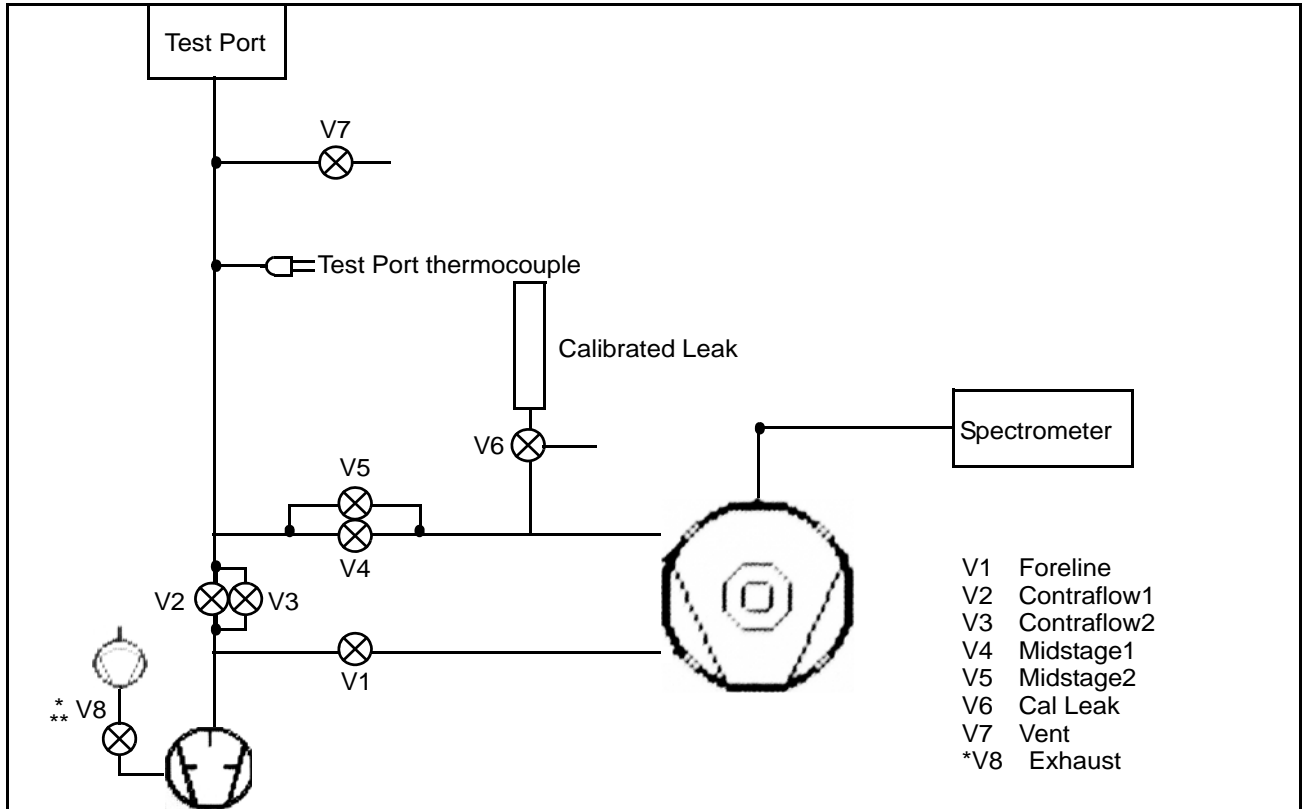 Test Port
V7
Test Port thermocouple
Calibrated Leak
V6
Spectrometer
V5
V4
V2
V3
V1
*
** V8
V1 Foreline
V2 Contraflow1
V3 Contraflow2
V4 Midstage1
V5 Midstage2
V6 Cal Leak
V7 Vent
*V8 Exhaust